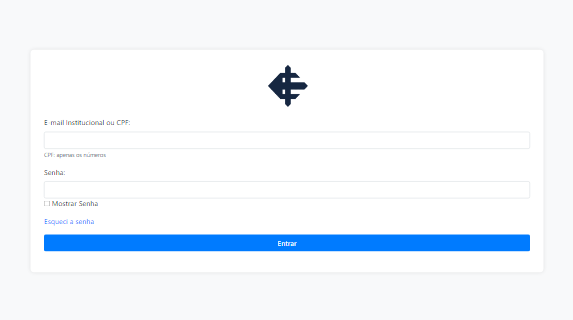 E-mail Institucional ou CPF:
CPF: apenas os números
Senha:
Mostrar Senha
Esqueci a senha
Entrar